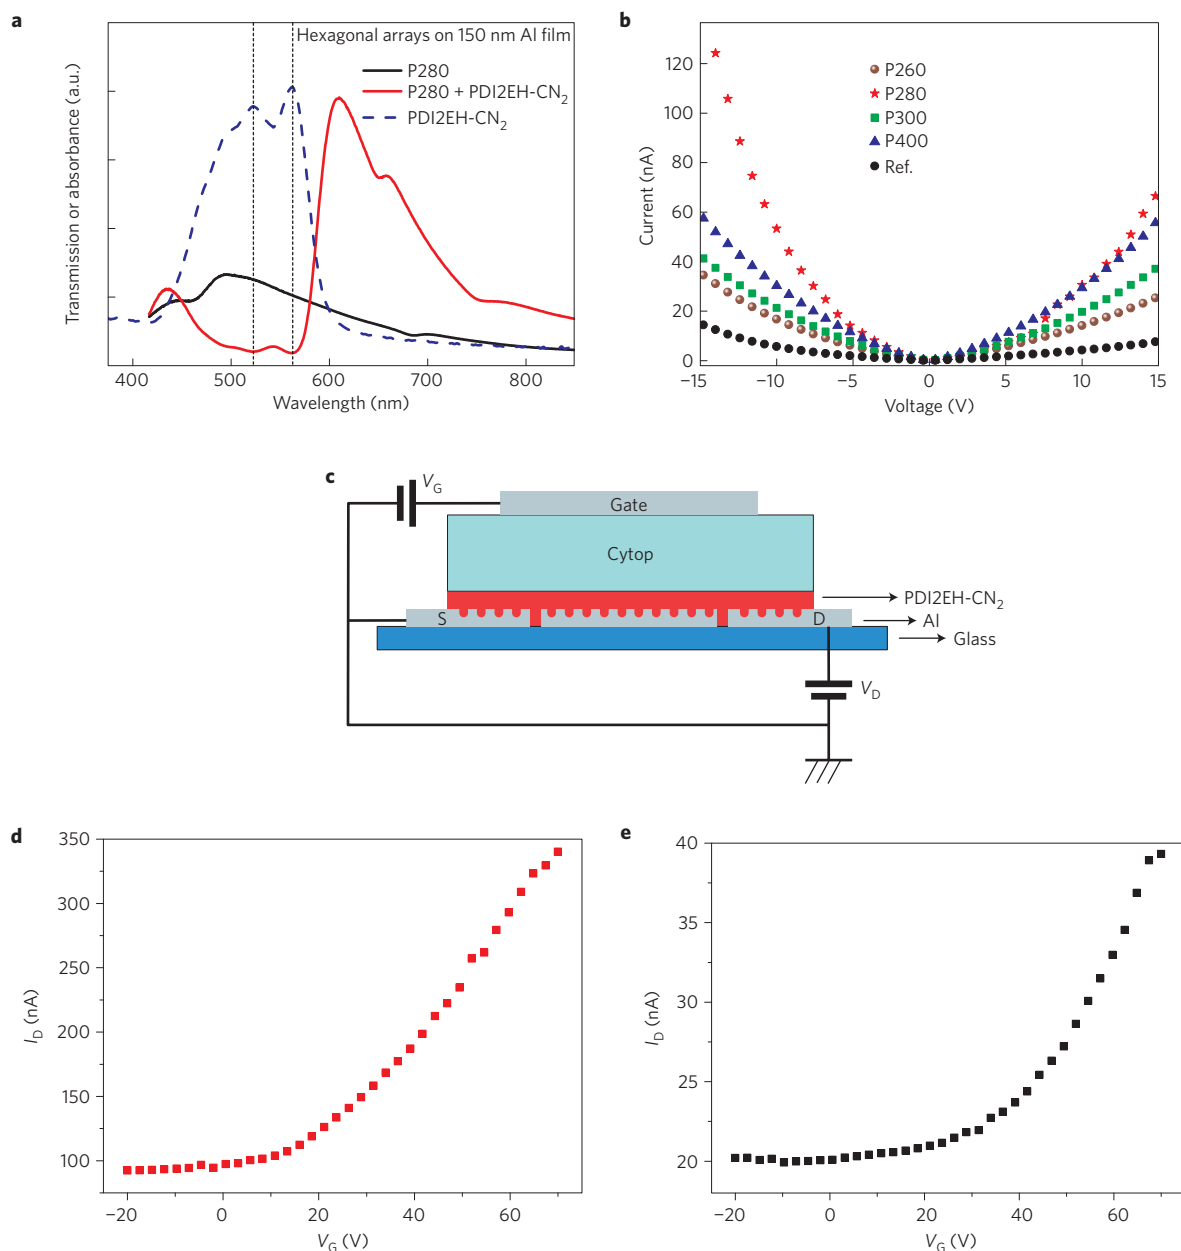 a
Hexagonal arrays on 150 nm Al film
P280
P280 + PDI2EH-CN2
PDI2EH-CN2
Transmission or absorbance (a.u.)
400 500 600 700 800
Wavelength (nm)
b
P260
P280
P300
P400
Ref.
Current (nA)
120
100
80
60
40
20
0
−15 −10 −5 0 5 10 15
Voltage (V)
c
VG
Gate
Cytop
PDI2EH-CN2
S D
Al
Glass
VD
d
350
300
250
200
150
100
ID (nA)
−20 0 20 40 60
VG (V)
e
40
35
30
25
20
ID (nA)
−20 0 20 40 60
VG (V)